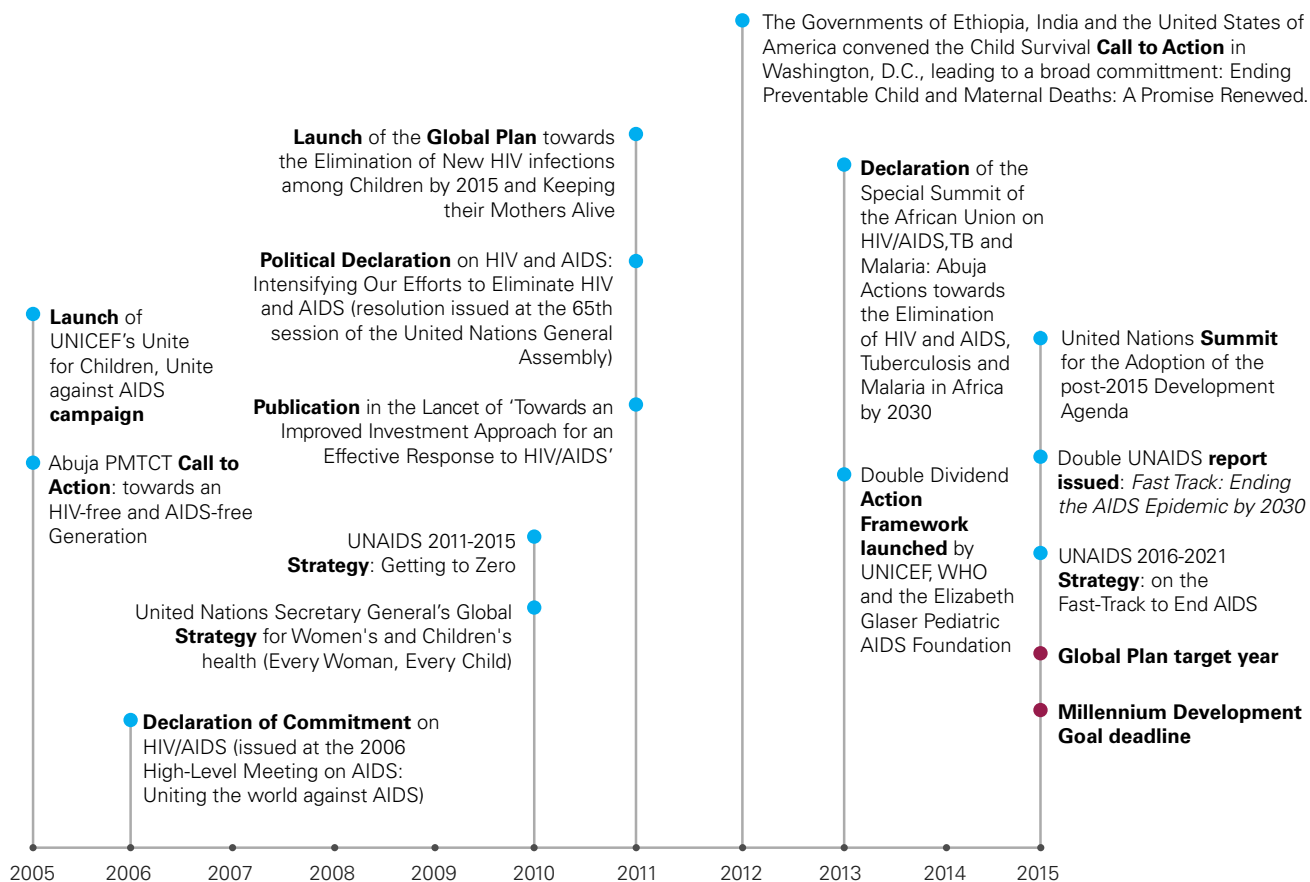 The Governments of Ethiopia, India and the United States of
America convened the Child Survival Call to Action in
Washington, D.C., leading to a broad committment: Ending
Preventable Child and Maternal Deaths: A Promise Renewed.
Launch of the Global Plan towards
the Elimination of New HIV infections
among Children by 2015 and Keeping
their Mothers Alive
Political Declaration on HIV and AIDS:
Intensifying Our Efforts to Eliminate HIV
and AIDS (resolution issued at the 65th
session of the United Nations General
Assembly)
Publication in the Lancet of ‘Towards an
Improved Investment Approach for an
Effective Response to HIV/AIDS’
Declaration of the
Special Summit of
the African Union on
HIV/AIDS,TB and
Malaria: Abuja
Actions towards
the Elimination
of HIV and AIDS,
Tuberculosis and
Malaria in Africa
by 2030
Double Dividend
Action
Framework
launched by
UNICEF, WHO
and the Elizabeth
Glaser Pediatric
AIDS Foundation
Launch of
UNICEF’s Unite
for Children, Unite
against AIDS
campaign
Abuja PMTCT Call to
Action: towards an
HIV-free and AIDS-free
Generation
UNAIDS 2011-2015
Strategy: Getting to Zero
United Nations Secretary General’s Global
Strategy for Women's and Children's
health (Every Woman, Every Child)
Declaration of Commitment on
HIV/AIDS (issued at the 2006
High-Level Meeting on AIDS:
Uniting the world against AIDS)
United Nations Summit
for the Adoption of the
post-2015 Development
Agenda
Double UNAIDS report
issued: Fast Track: Ending
the AIDS Epidemic by 2030
UNAIDS 2016-2021
Strategy: on the
Fast-Track to End AIDS
Global Plan target year
Millennium Development
Goal deadline
2005 2006 2007 2008 2009 2010 2011 2012 2013 2014 2015